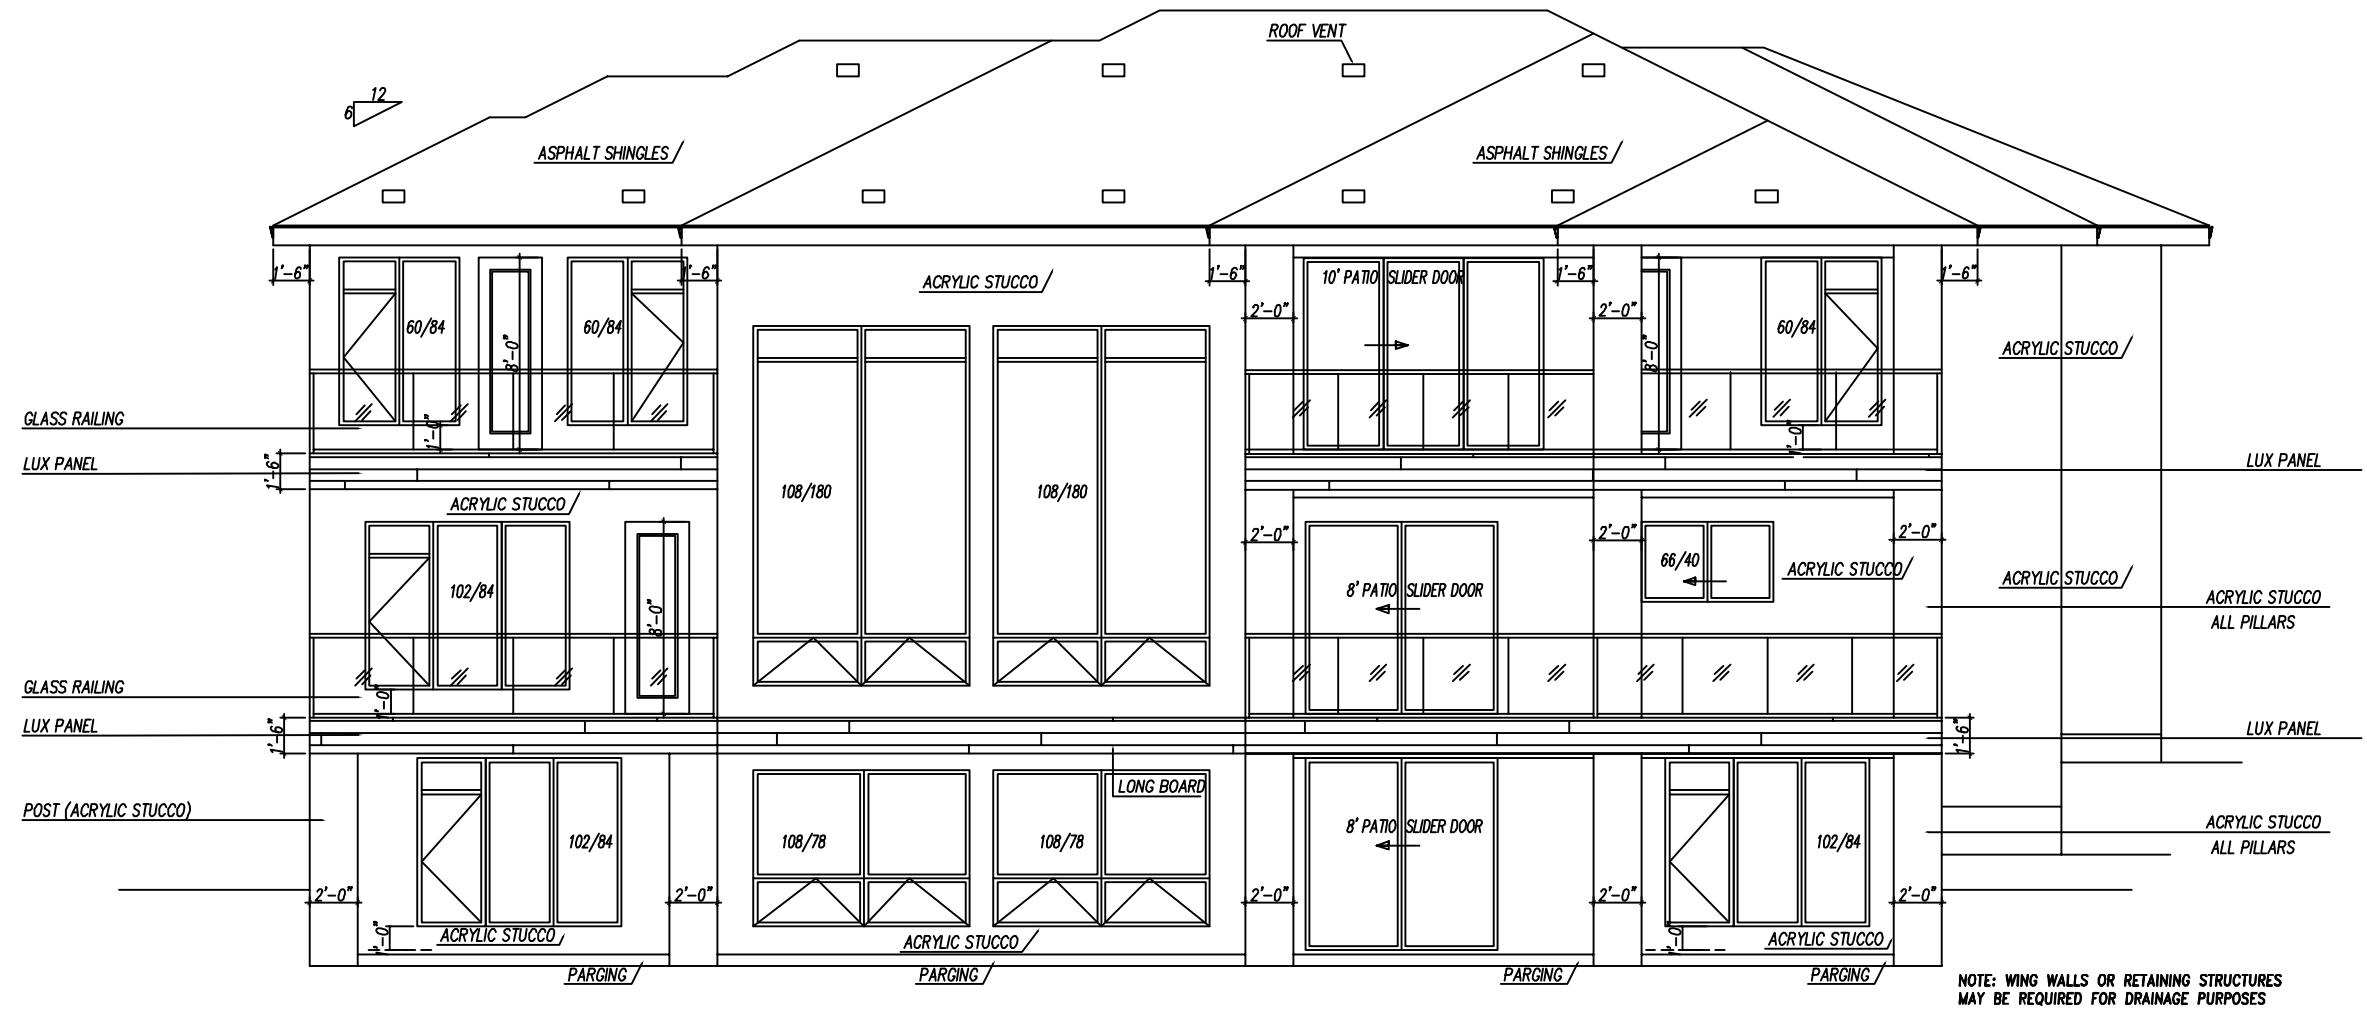 ROOF VENT
12
6
ASPHALT SHINGLES
ASPHALT SHINGLES
1'-6"
1'-6"
ACRYLIC STUCCO
1'-6"
10' PATIO SLIDER DOOR
1'-6"
1'-6"
2'-0"
2'-0"
60/84
8'-0"
60/84
8'-0"
60/84
ACRYLIC STUCCO
GLASS RAILING
1'-0"
1'-0"
LUX PANEL
1'-6"
LUX PANEL
108/180
108/180
ACRYLIC STUCCO
2'-0"
2'-0"
2'-0"
66/40
ACRYLIC STUCCO
ACRYLIC STUCCO
102/84
8'-0"
8' PATIO SLIDER DOOR
ACRYLIC STUCCO
ALL PILLARS
GLASS RAILING
1'-0"
LUX PANEL
1'-6"
1'-6"
LUX PANEL
LONG BOARD
POST (ACRYLIC STUCCO)
102/84
108/78
108/78
8' PATIO SLIDER DOOR
102/84
ACRYLIC STUCCO
ALL PILLARS
2'-0"
2'-0"
2'-0"
2'-0"
2'-0"
1'-0"
ACRYLIC STUCCO
ACRYLIC STUCCO
1'-0"
ACRYLIC STUCCO
PARGING
PARGING
PARGING
PARGING
NOTE: WING WALLS OR RETAINING STRUCTURES
MAY BE REQUIRED FOR DRAINAGE PURPOSES